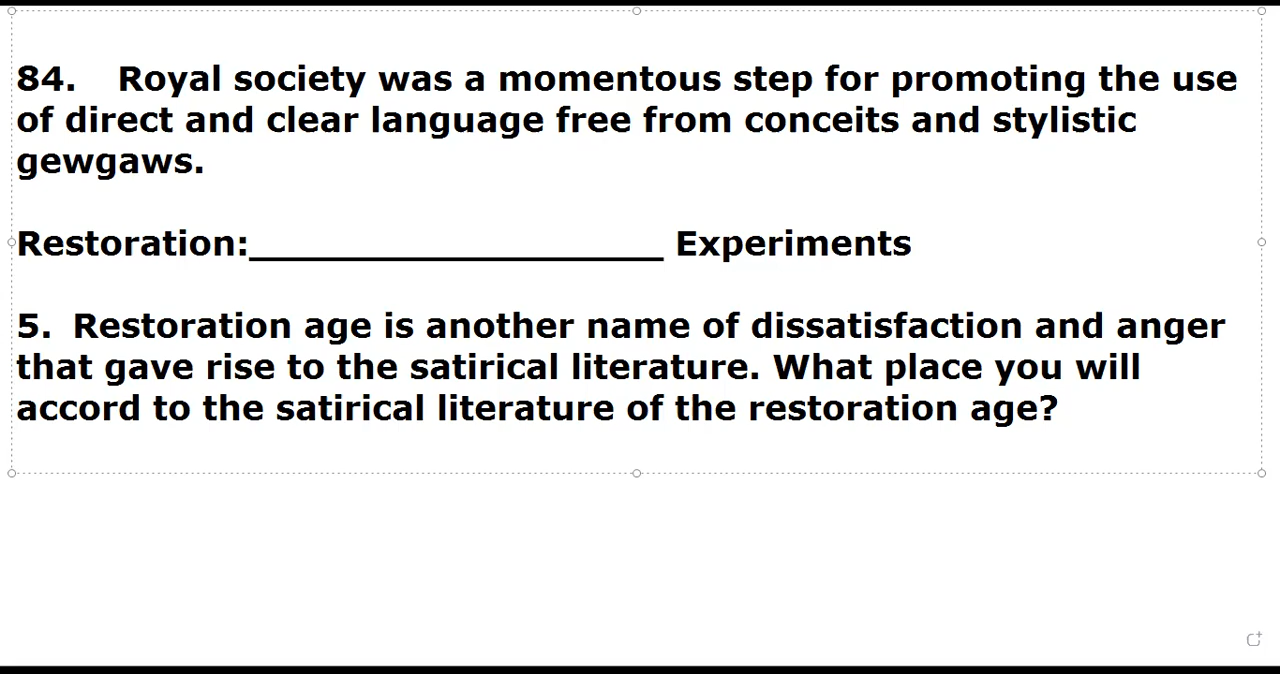 84. Royal society was a momentous step for promoting the use
of direct and clear language free from conceits and stylistic
gewgaws.
Restoration:____________________ Experiments
5. Restoration age is another name of dissatisfaction and anger
that gave rise to the satirical literature. What place you will
accord to the satirical literature of the restoration age?